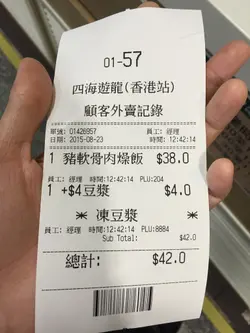 01-57
四海遊龍(香港站)
顧客外賣記錄
單號: 01426957 員工: 經理
日期: 2015-08-23 時間: 12:42:14
1 豬軟骨肉燥飯 $38.0
員工: 經理 時間:12:42:14 PLU:204
1 +$4豆漿 $4.0
* 凍豆漿 *
員工: 經理 時間:12:42:14 PLU:8884
Sub Total: $42.0
總計: $42.0